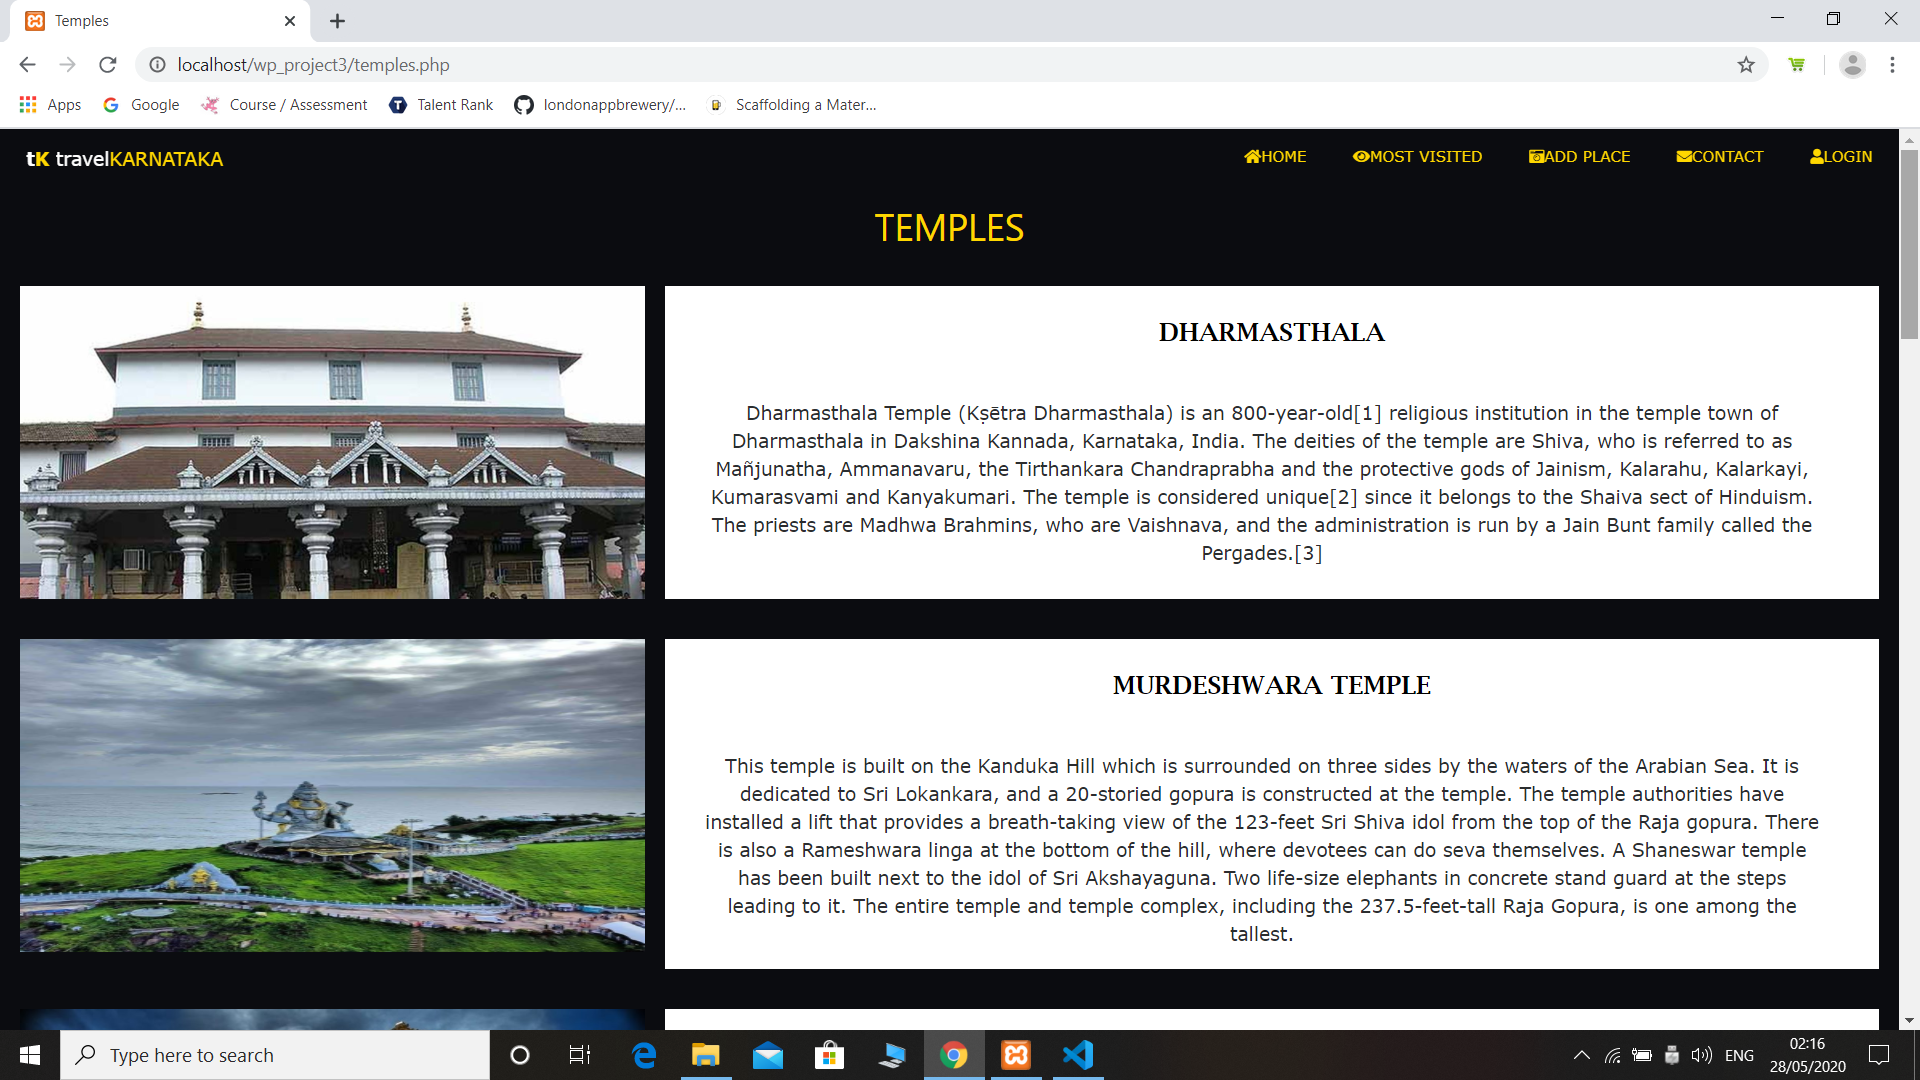 Temples
localhost/wp_project3/temples.php
Apps Google Course / Assessment Talent Rank londonappbrewery/... Scaffolding a Mater...
tK travelKARNATAKA HOME MOST VISITED ADD PLACE CONTACT LOGIN
TEMPLES
DHARMASTHALA
Dharmasthala Temple (Kṣētra Dharmasthala) is an 800-year-old[1] religious institution in the temple town of
Dharmasthala in Dakshina Kannada, Karnataka, India. The deities of the temple are Shiva, who is referred to as
Mañjunatha, Ammanavaru, the Tirthankara Chandraprabha and the protective gods of Jainism, Kalarahu, Kalarkayi,
Kumarasvami and Kanyakumari. The temple is considered unique[2] since it belongs to the Shaiva sect of Hinduism.
The priests are Madhwa Brahmins, who are Vaishnava, and the administration is run by a Jain Bunt family called the
Pergades.[3]
MURDESHWARA TEMPLE
This temple is built on the Kanduka Hill which is surrounded on three sides by the waters of the Arabian Sea. It is
dedicated to Sri Lokankara, and a 20-storied gopura is constructed at the temple. The temple authorities have
installed a lift that provides a breath-taking view of the 123-feet Sri Shiva idol from the top of the Raja gopura. There
is also a Rameshwara linga at the bottom of the hill, where devotees can do seva themselves. A Shaneswar temple
has been built next to the idol of Sri Akshayaguna. Two life-size elephants in concrete stand guard at the steps
leading to it. The entire temple and temple complex, including the 237.5-feet-tall Raja Gopura, is one among the
tallest.
Type here to search
ENG
02:16
28/05/2020